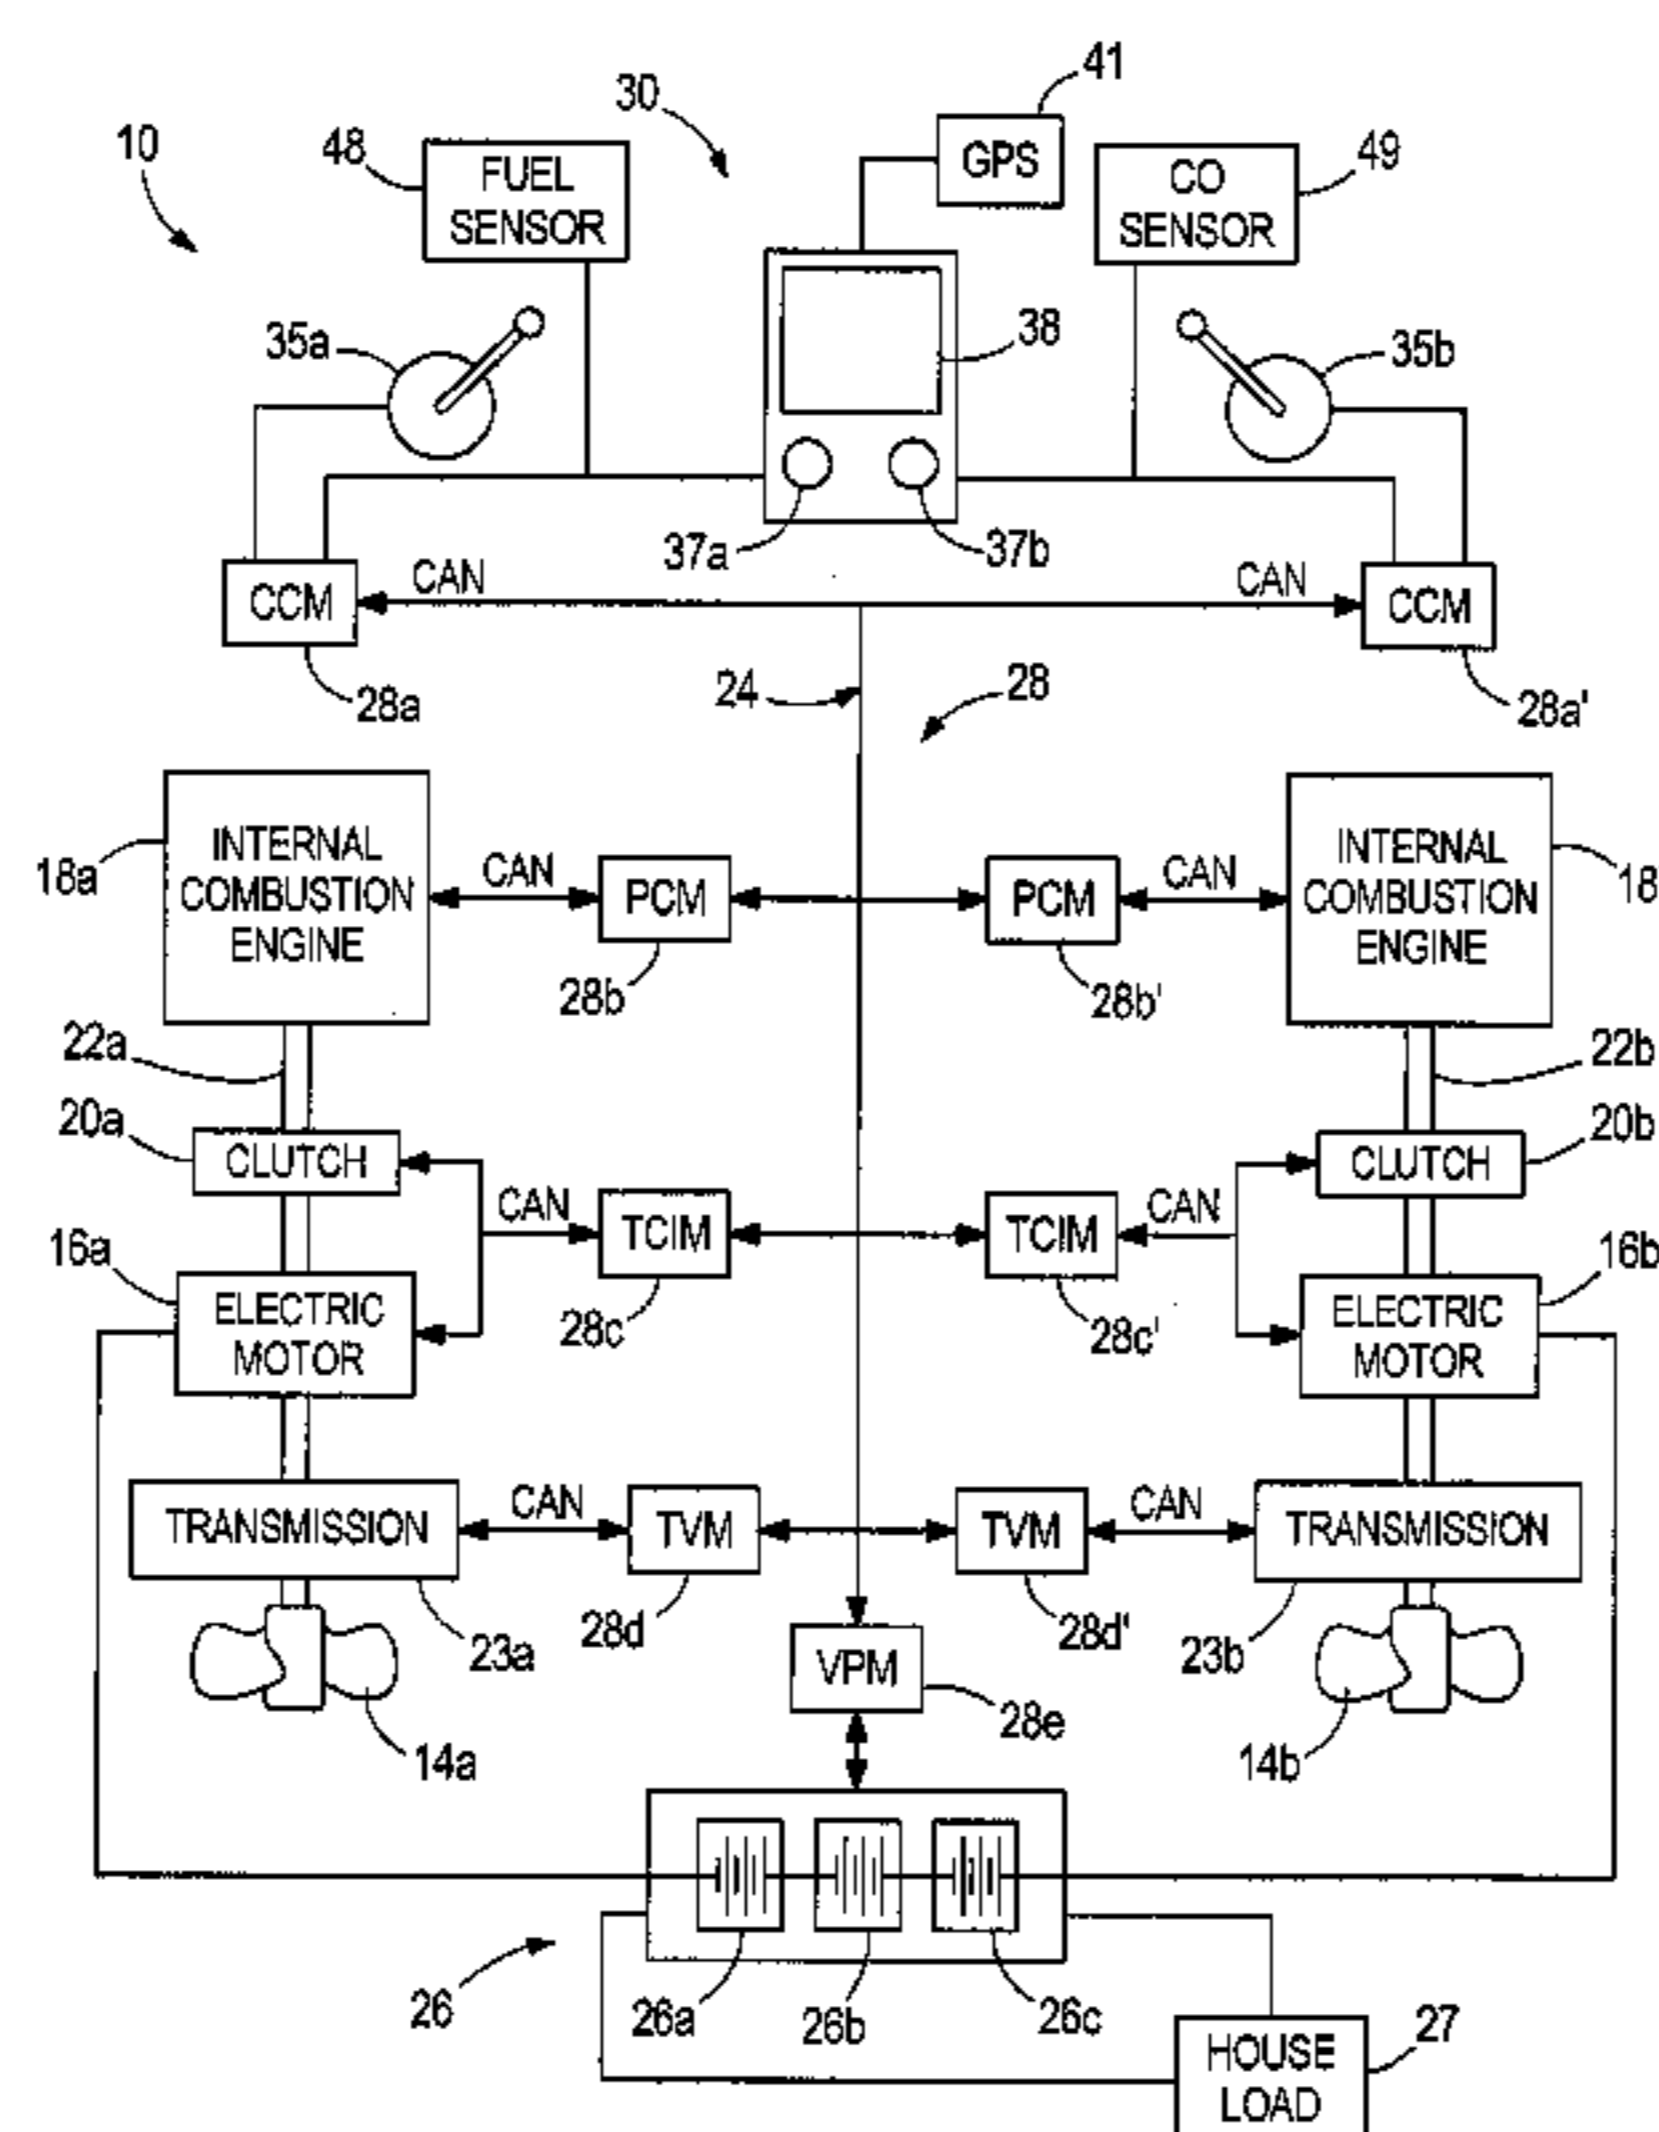 41
30
10
48
FUEL
SENSOR
GPS
CO
SENSOR
49
35a
38
35b
37a
37b
CCM
CAN
CAN
CCM
28a
24
28
28a'
INTERNAL
COMBUSTION
ENGINE
18a
CAN
PCM
PCM
CAN
INTERNAL
COMBUSTION
ENGINE
18
28b
28b'
22a
22b
20a
CLUTCH
CLUTCH
20b
CAN
TCIM
TCIM
CAN
16a
ELECTRIC
MOTOR
28c
28c'
ELECTRIC
MOTOR
16b
TRANSMISSION
CAN
TVM
TVM
CAN
TRANSMISSION
23a
28d
28d'
23b
VPM
28e
14a
14b
26
26a
26b
26c
27
HOUSE
LOAD